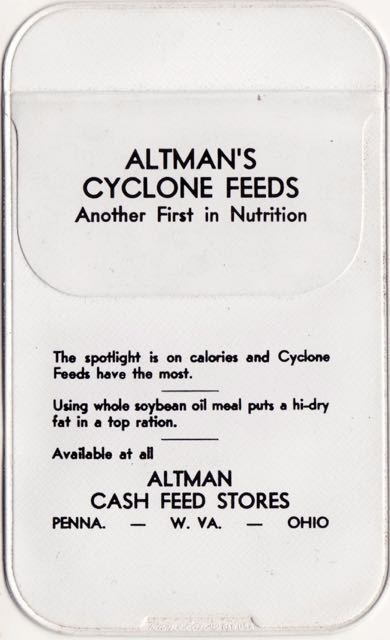 ALTMAN'S
CYCLONE FEEDS
Another First in Nutrition
The spotlight is on calories and Cyclone
Feeds have the most.
Using whole soybean oil meal puts a hi-dry
fat in a top ration.
Available at all
ALTMAN
CASH FEED STORES
PENNA. — W. VA. — OHIO